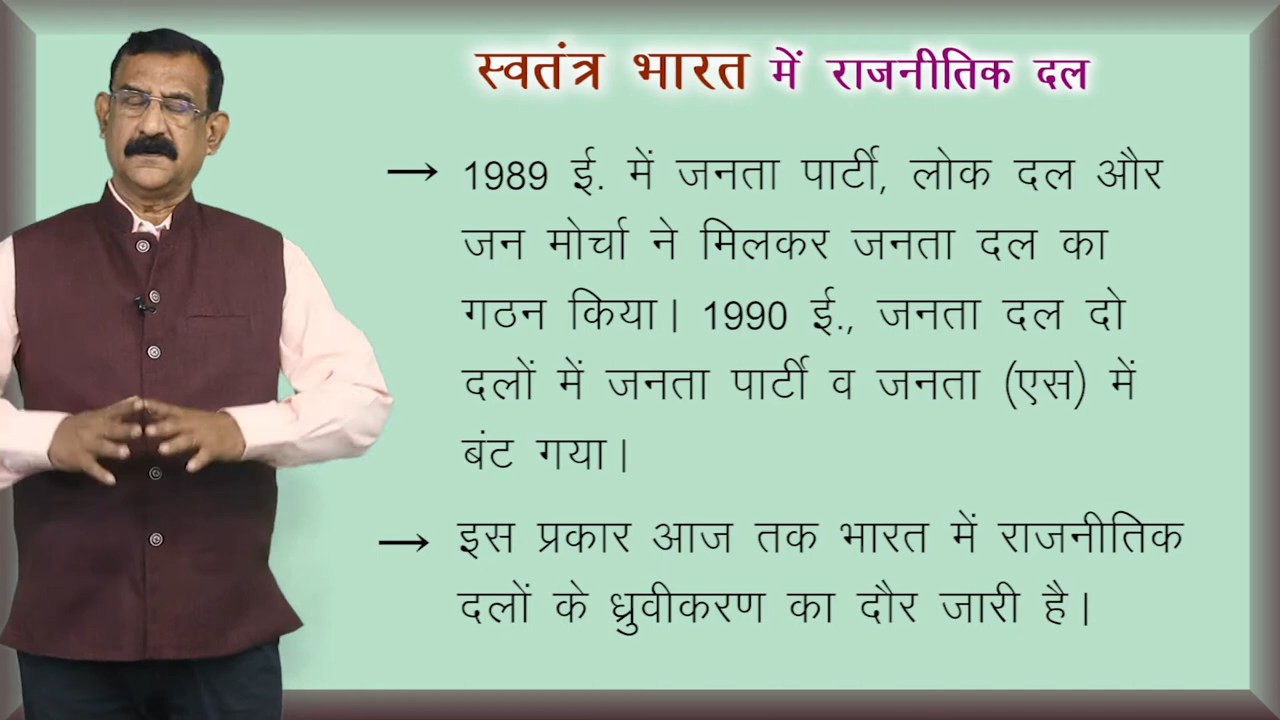 स्वतंत्र भारत में राजनीतिक दल
→ 1989 ई. में जनता पार्टी, लोक दल और
जन मोर्चा ने मिलकर जनता दल का
गठन किया। 1990 ई., जनता दल दो
दलों में जनता पार्टी व जनता (एस) में
बंट गया।
→ इस प्रकार आज तक भारत में राजनीतिक
दलों के ध्रुवीकरण का दौर जारी है।